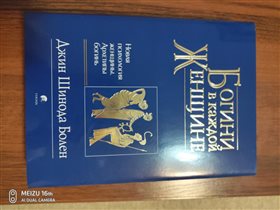 БОГИНИ
В КАЖДОЙ
ЖЕНЩИНЕ
Новая
психология
женщины.
Архетипы
богинь
Джин Шинода Болен
MEIZU 16th
AI DUAL CAMERA